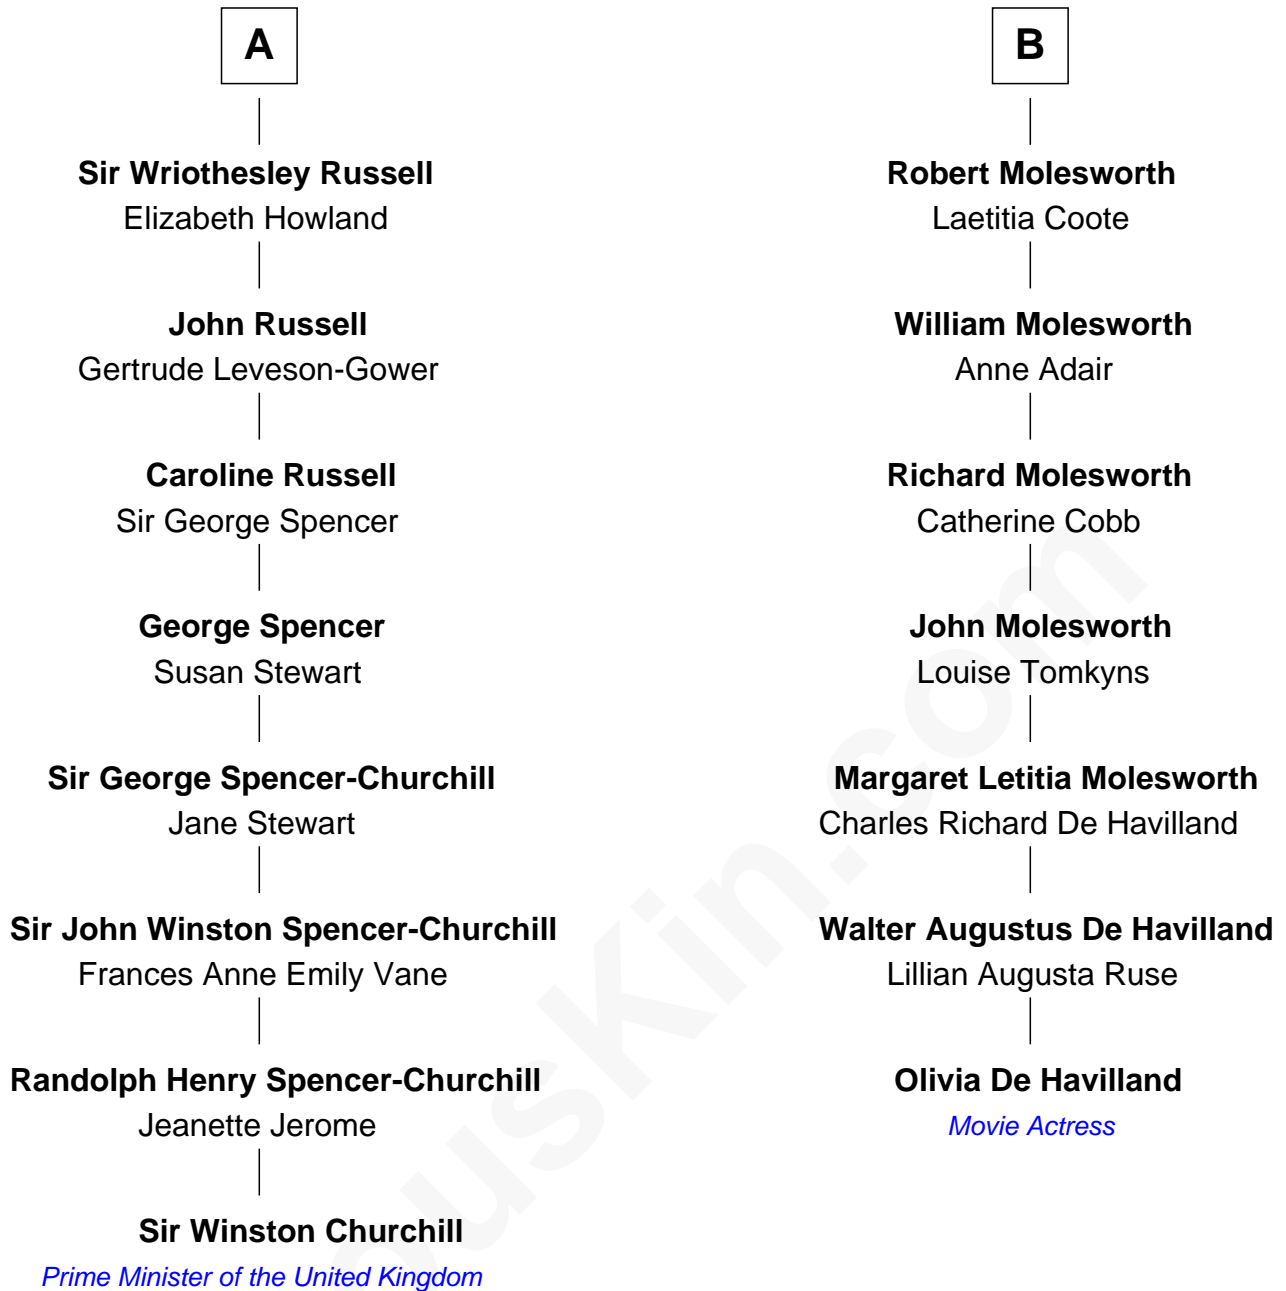 A
Sir Wriothesley Russell
Elizabeth Howland
John Russell
Gertrude Leveson-Gower
Caroline Russell
Sir George Spencer
George Spencer
Susan Stewart
Sir George Spencer-Churchill
Jane Stewart
Sir John Winston Spencer-Churchill
Frances Anne Emily Vane
Randolph Henry Spencer-Churchill
Jeanette Jerome
Sir Winston Churchill
Prime Minister of the United Kingdom
B
Robert Molesworth
Laetitia Coote
William Molesworth
Anne Adair
Richard Molesworth
Catherine Cobb
John Molesworth
Louise Tomkyns
Margaret Letitia Molesworth
Charles Richard De Havilland
Walter Augustus De Havilland
Lillian Augusta Ruse
Olivia De Havilland
Movie Actress
ousKin.com